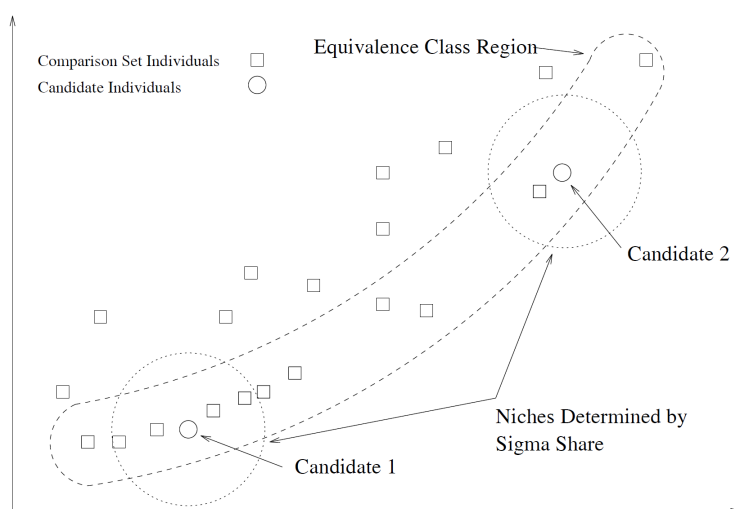 Equivalence Class Region
Comparison Set Individuals
Candidate Individuals
Candidate 2
Niches Determined by
Sigma Share
Candidate 1